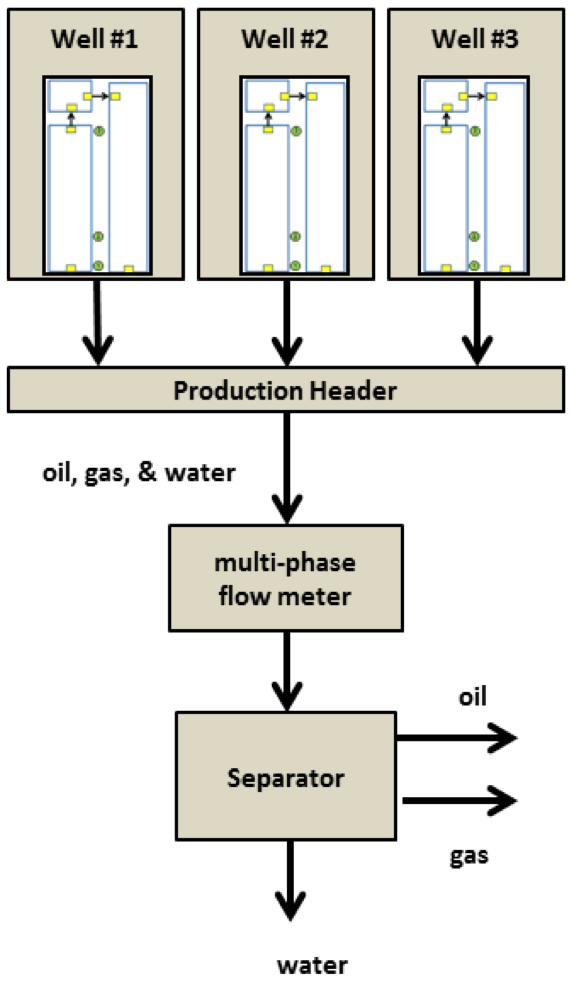 Well #1
Well #2
Well #3
Production Header
oil, gas, & water
multi-phase
flow meter
oil
Separator
gas
water